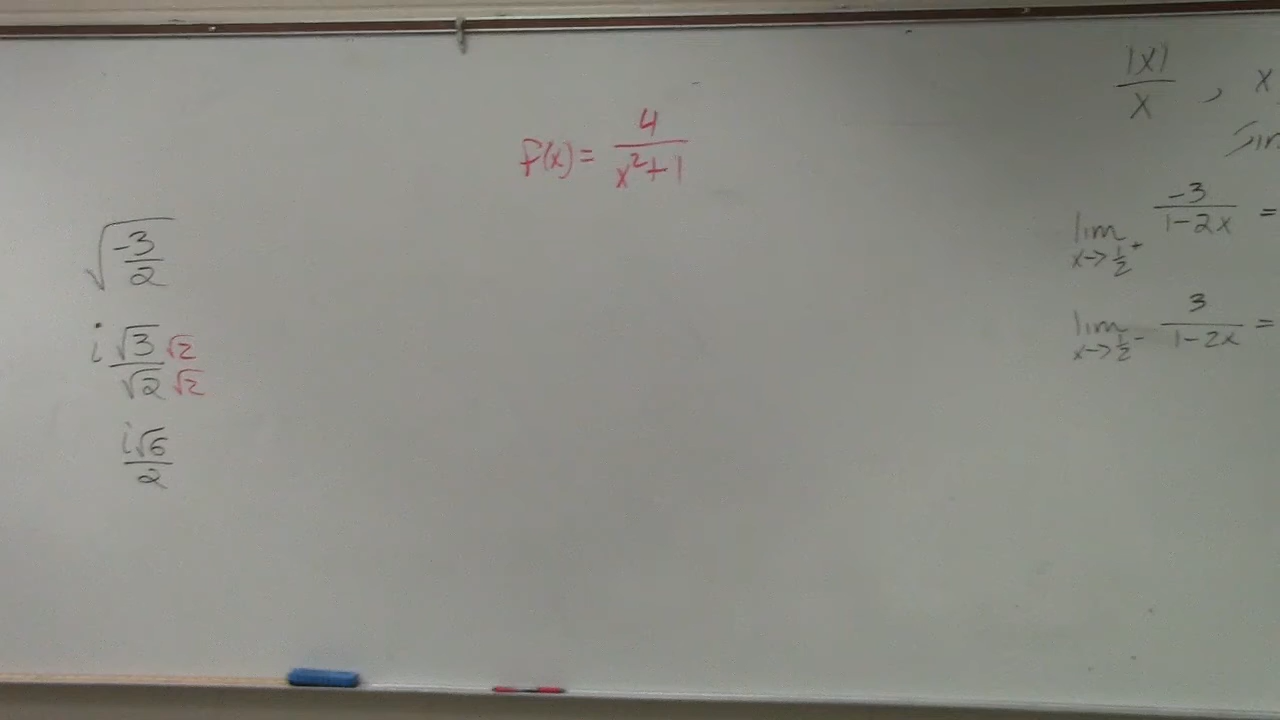 √(-3/2)
i √3 √2 / √2 √2
i√6 / 2
f(x) = 4 / (x² + 1)
|x| / x , x
lim x→½⁺ -3 / (1-2x) =
lim x→½⁻ 3 / (1-2x) =